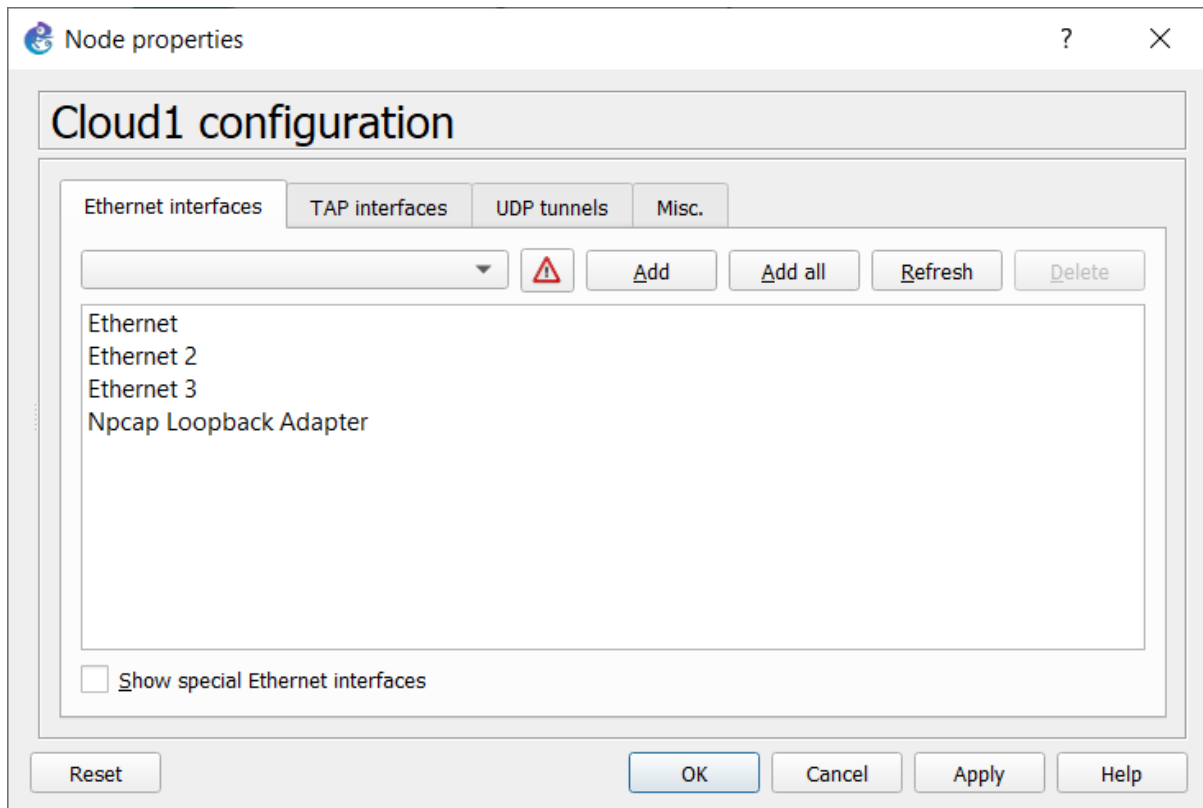 Node properties
?
Cloud1 configuration
Ethernet interfaces TAP interfaces UDP tunnels Misc.
Add Add all Refresh Delete
Ethernet
Ethernet 2
Ethernet 3
Npcap Loopback Adapter
Show special Ethernet interfaces
Reset OK Cancel Apply Help